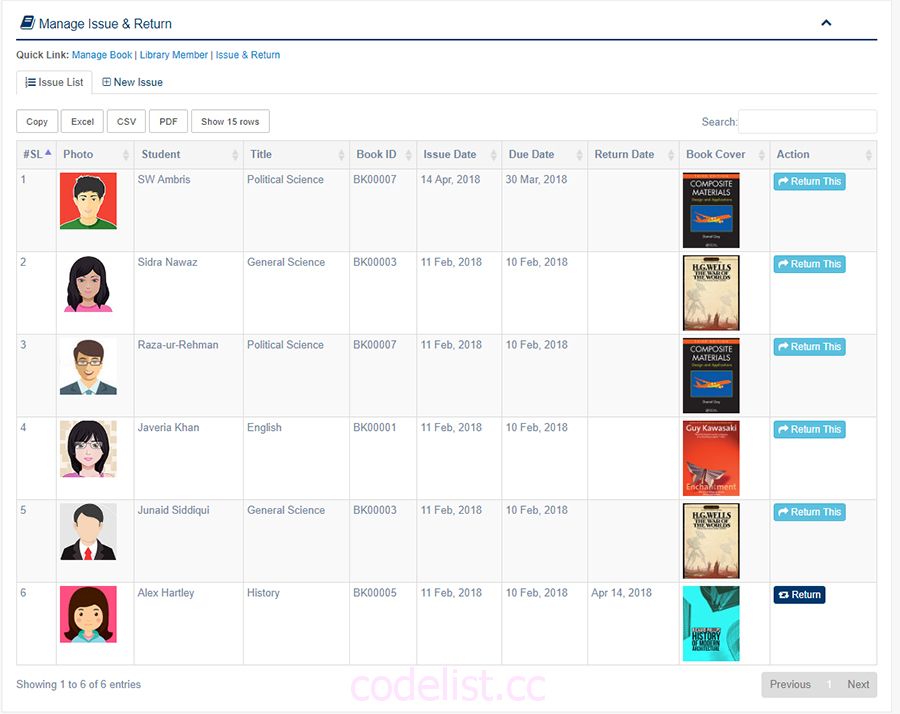 Manage Issue & Return
Quick Link: Manage Book | Library Member | Issue & Return
Issue List New Issue
Copy Excel CSV PDF Show 15 rows Search:
#SL Photo Student Title Book ID Issue Date Due Date Return Date Book Cover Action
1 SW Ambris Political Science BK00007 14 Apr, 2018 30 Mar, 2018 Return This
COMPOSITE
MATERIALS
Design and Applications
2 Sidra Nawaz General Science BK00003 11 Feb, 2018 10 Feb, 2018 Return This
H.G.WELLS
THE WAR OF
THE WORLDS
3 Raza-ur-Rehman Political Science BK00007 11 Feb, 2018 10 Feb, 2018 Return This
COMPOSITE
MATERIALS
Design and Applications
4 Javeria Khan English BK00001 11 Feb, 2018 10 Feb, 2018 Return This
Guy Kawasaki
Enchantment
5 Junaid Siddiqui General Science BK00003 11 Feb, 2018 10 Feb, 2018 Return This
H.G.WELLS
THE WAR OF
THE WORLDS
6 Alex Hartley History BK00005 11 Feb, 2018 10 Feb, 2018 Apr 14, 2018 Return
HISTORY
OF MODERN
ARCHITECTURE
Showing 1 to 6 of 6 entries
codelist.cc
Previous 1 Next